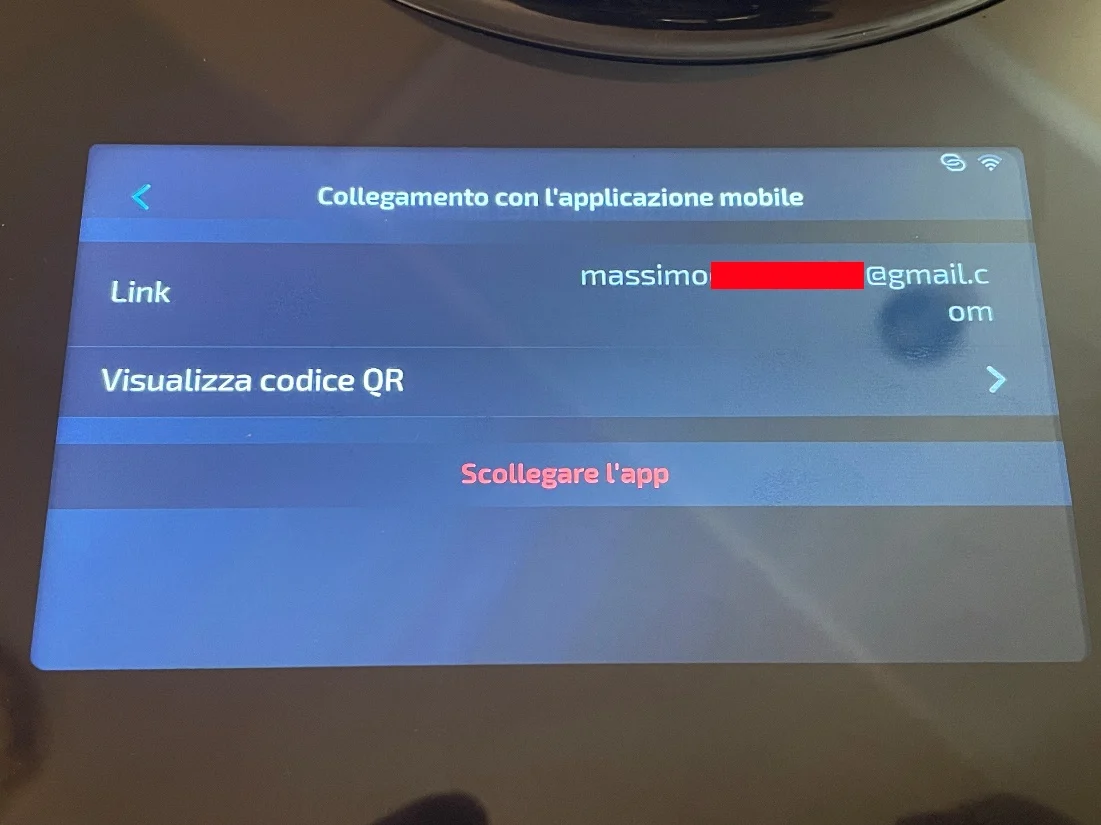 Collegamento con l'applicazione mobile
Link
massimo @gmail.c
om
Visualizza codice QR
Scollegare l'app